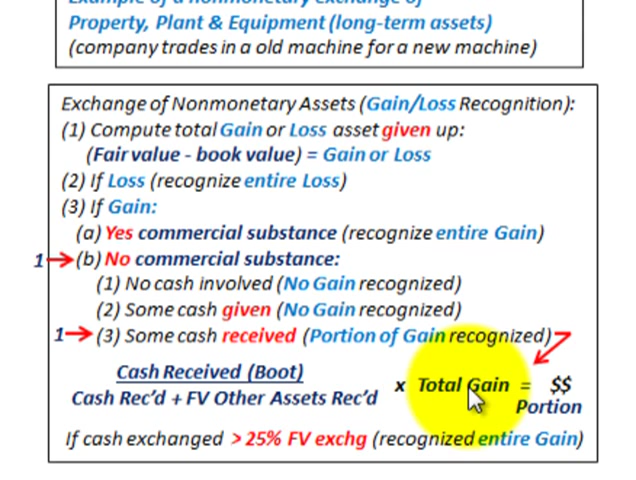 Example of a nonmonetary exchange of
Property, Plant & Equipment (long-term assets)
(company trades in a old machine for a new machine)
Exchange of Nonmonetary Assets (Gain/Loss Recognition):
(1) Compute total Gain or Loss asset given up:
(Fair value - book value) = Gain or Loss
(2) If Loss (recognize entire Loss)
(3) If Gain:
(a) Yes commercial substance (recognize entire Gain)
1 (b) No commercial substance:
(1) No cash involved (No Gain recognized)
(2) Some cash given (No Gain recognized)
1 (3) Some cash received (Portion of Gain recognized)
Cash Received (Boot)
Cash Rec'd + FV Other Assets Rec'd x Total Gain = $$
Portion
If cash exchanged > 25% FV exchg (recognized entire Gain)